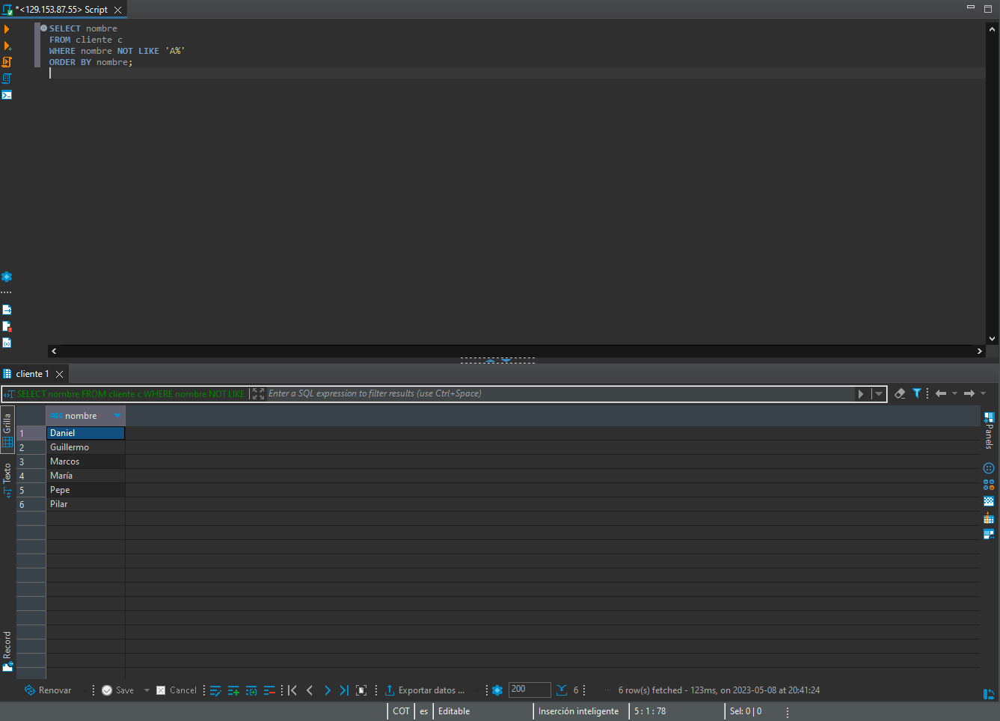 *<129.153.87.55> Script
SELECT nombre
FROM cliente c
WHERE nombre NOT LIKE 'A%'
ORDER BY nombre;
cliente 1
SELECT nombre FROM cliente c WHERE nombre NOT LIKE
Enter a SQL expression to filter results (use Ctrl+Space)
Grilla
Texto
Record
ABC nombre
1 Daniel
2 Guillermo
3 Marcos
4 María
5 Pepe
6 Pilar
Panels
Renovar
Save
Cancel
Exportar datos ...
200
6
6 row(s) fetched - 123ms, on 2023-05-08 at 20:41:24
COT
es
Editable
Inserción inteligente
5 : 1 : 78
Sel: 0 | 0